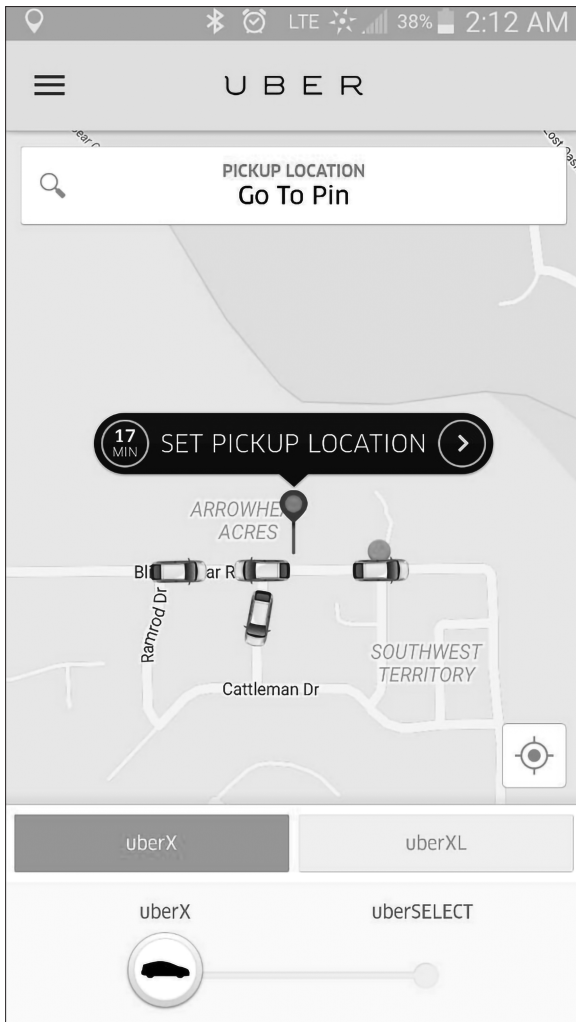 LTE 38% 2:12 AM
UBER
PICKUP LOCATION
Go To Pin
17
MIN
SET PICKUP LOCATION
ACRES
Ramrod Dr
Cattleman Dr
SOUTHWEST
TERRITORY
uberX
uberXL
uberX
uberSELECT